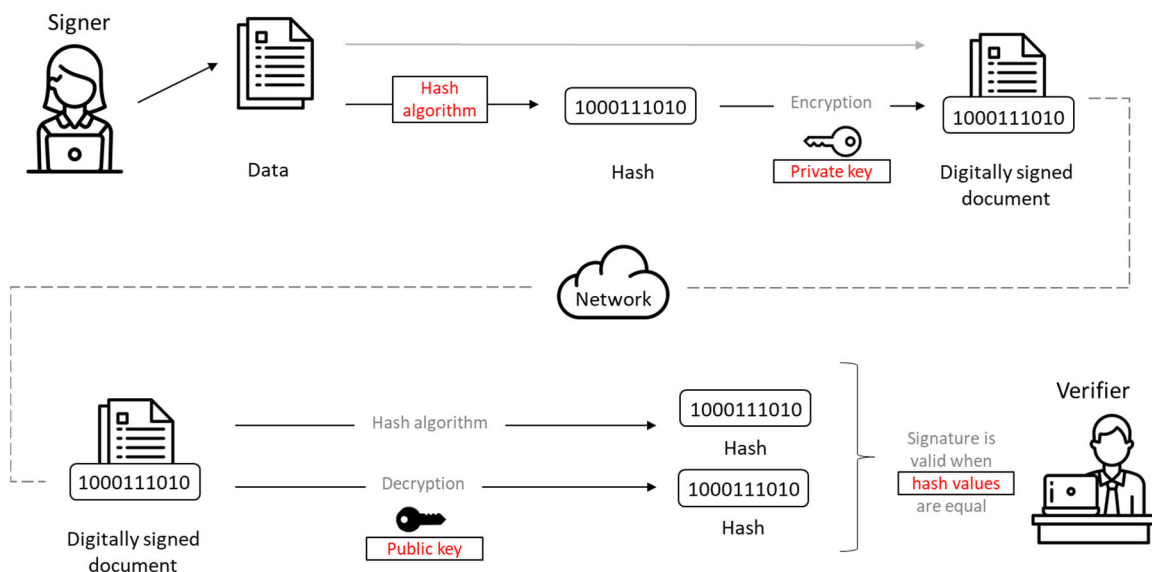 Signer
Hash
algorithm
1000111010
Encryption
1000111010
Data
Hash
Private key
Digitally signed
document
Network
1000111010
Hash algorithm
1000111010
Hash
Verifier
Signature is
valid when
hash values
are equal
Decryption
1000111010
Hash
Public key
Digitally signed
document